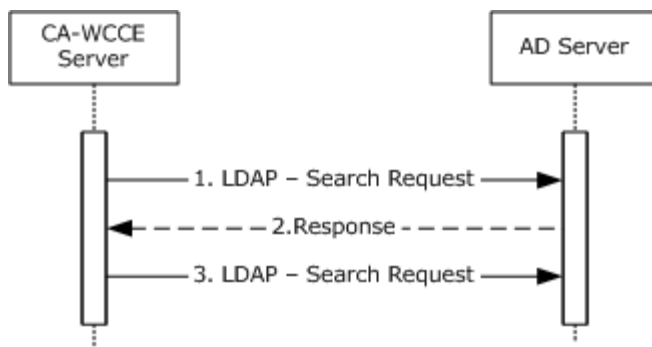 CA-WCCE
Server
AD Server
1. LDAP – Search Request
2.Response
3. LDAP – Search Request